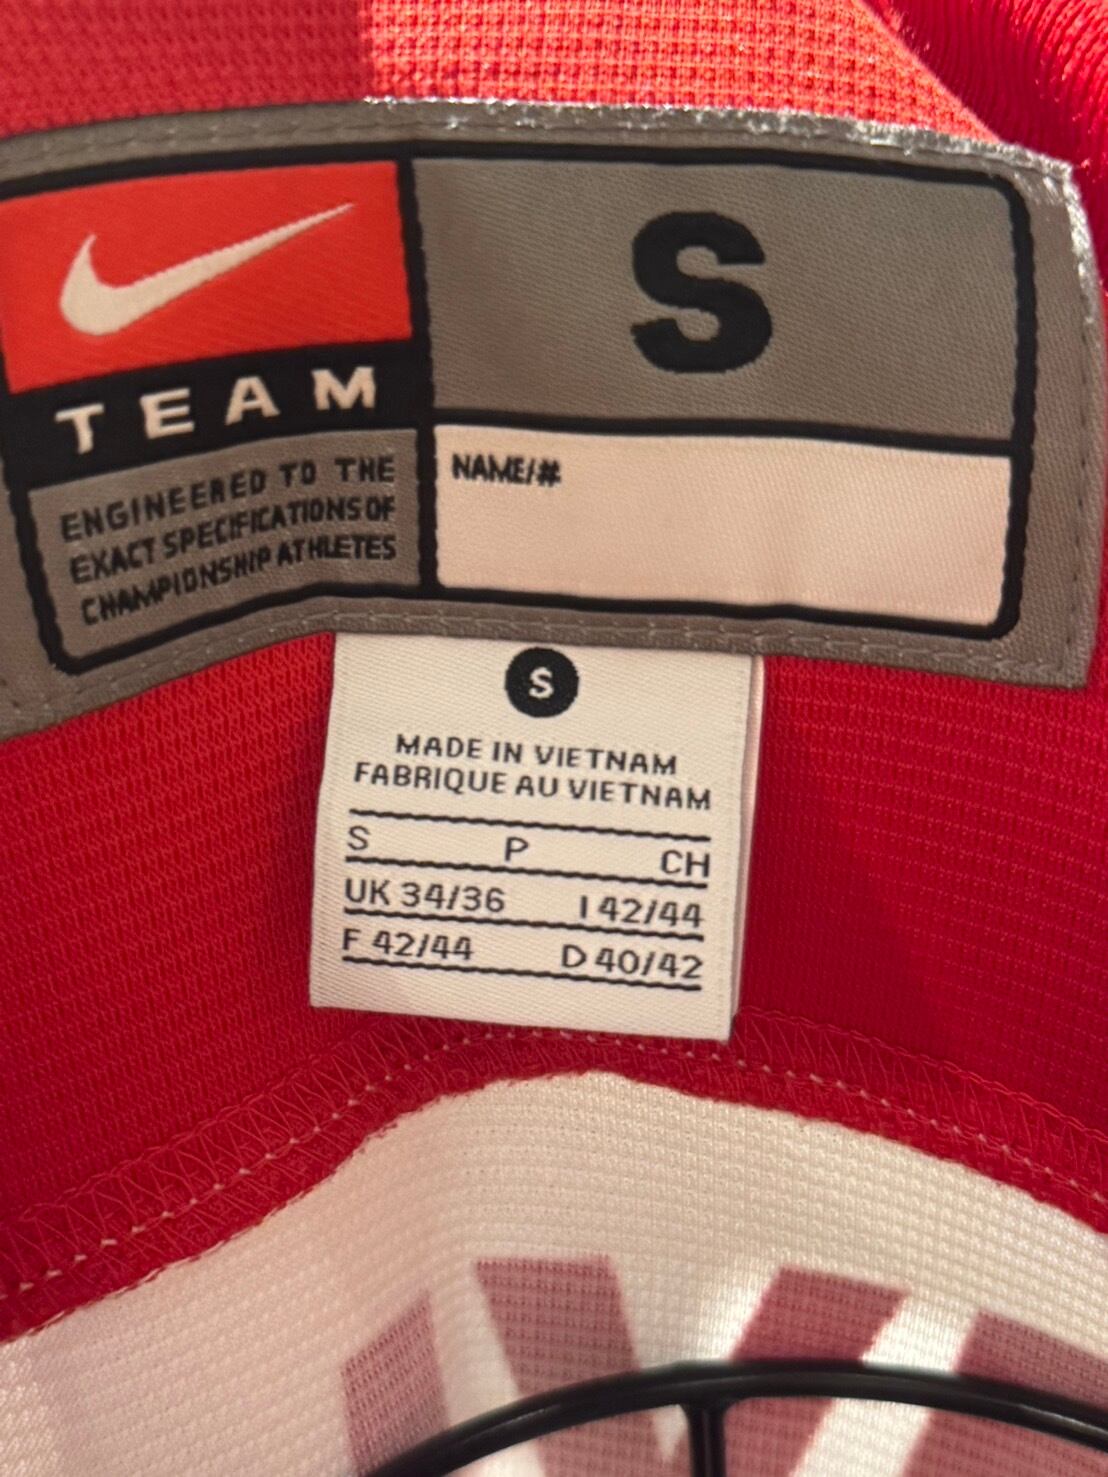 TEAM
ENGINEERED TO THE
EXACT SPECIFICATIONS OF
CHAMPIONSHIP ATHLETES
S
NAME/#
S
MADE IN VIETNAM
FABRIQUE AU VIETNAM
S P CH
UK 34/36 I 42/44
F 42/44 D 40/42